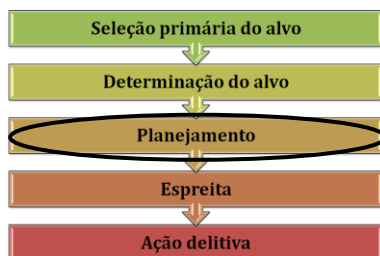 Seleção primária do alvo
Determinação do alvo
Planejamento
Espreita
Ação delitiva